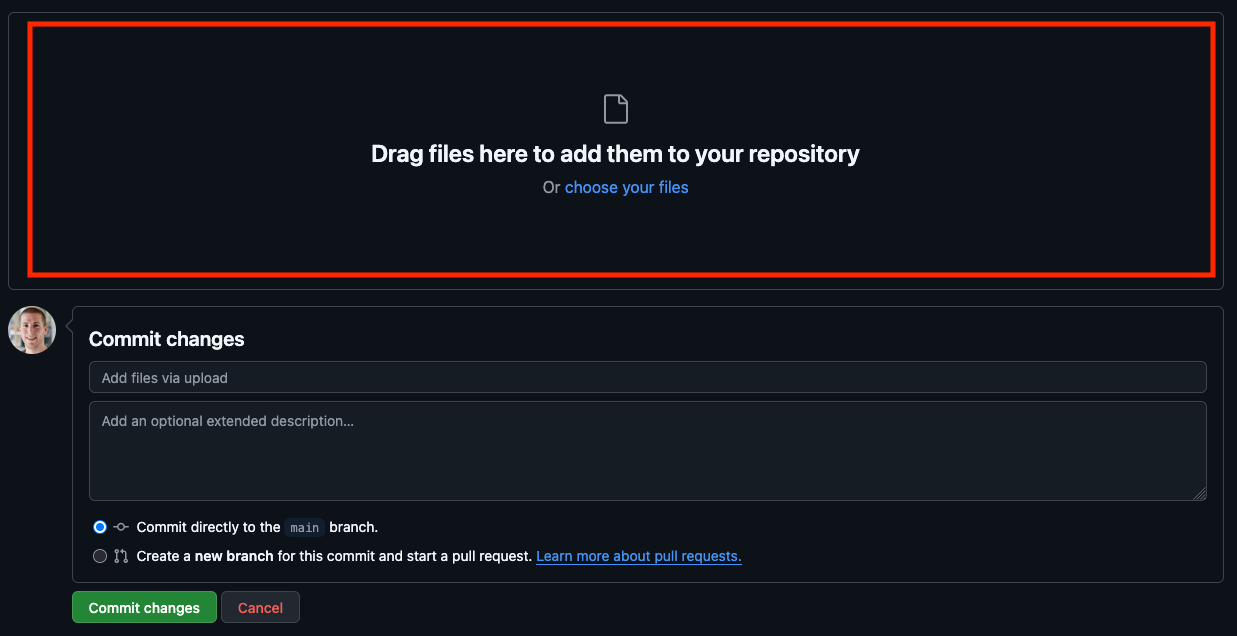 Drag files here to add them to your repository
Or choose your files
Commit changes
Add files via upload
Add an optional extended description...
Commit directly to the main branch.
Create a new branch for this commit and start a pull request. Learn more about pull requests.
Commit changes
Cancel